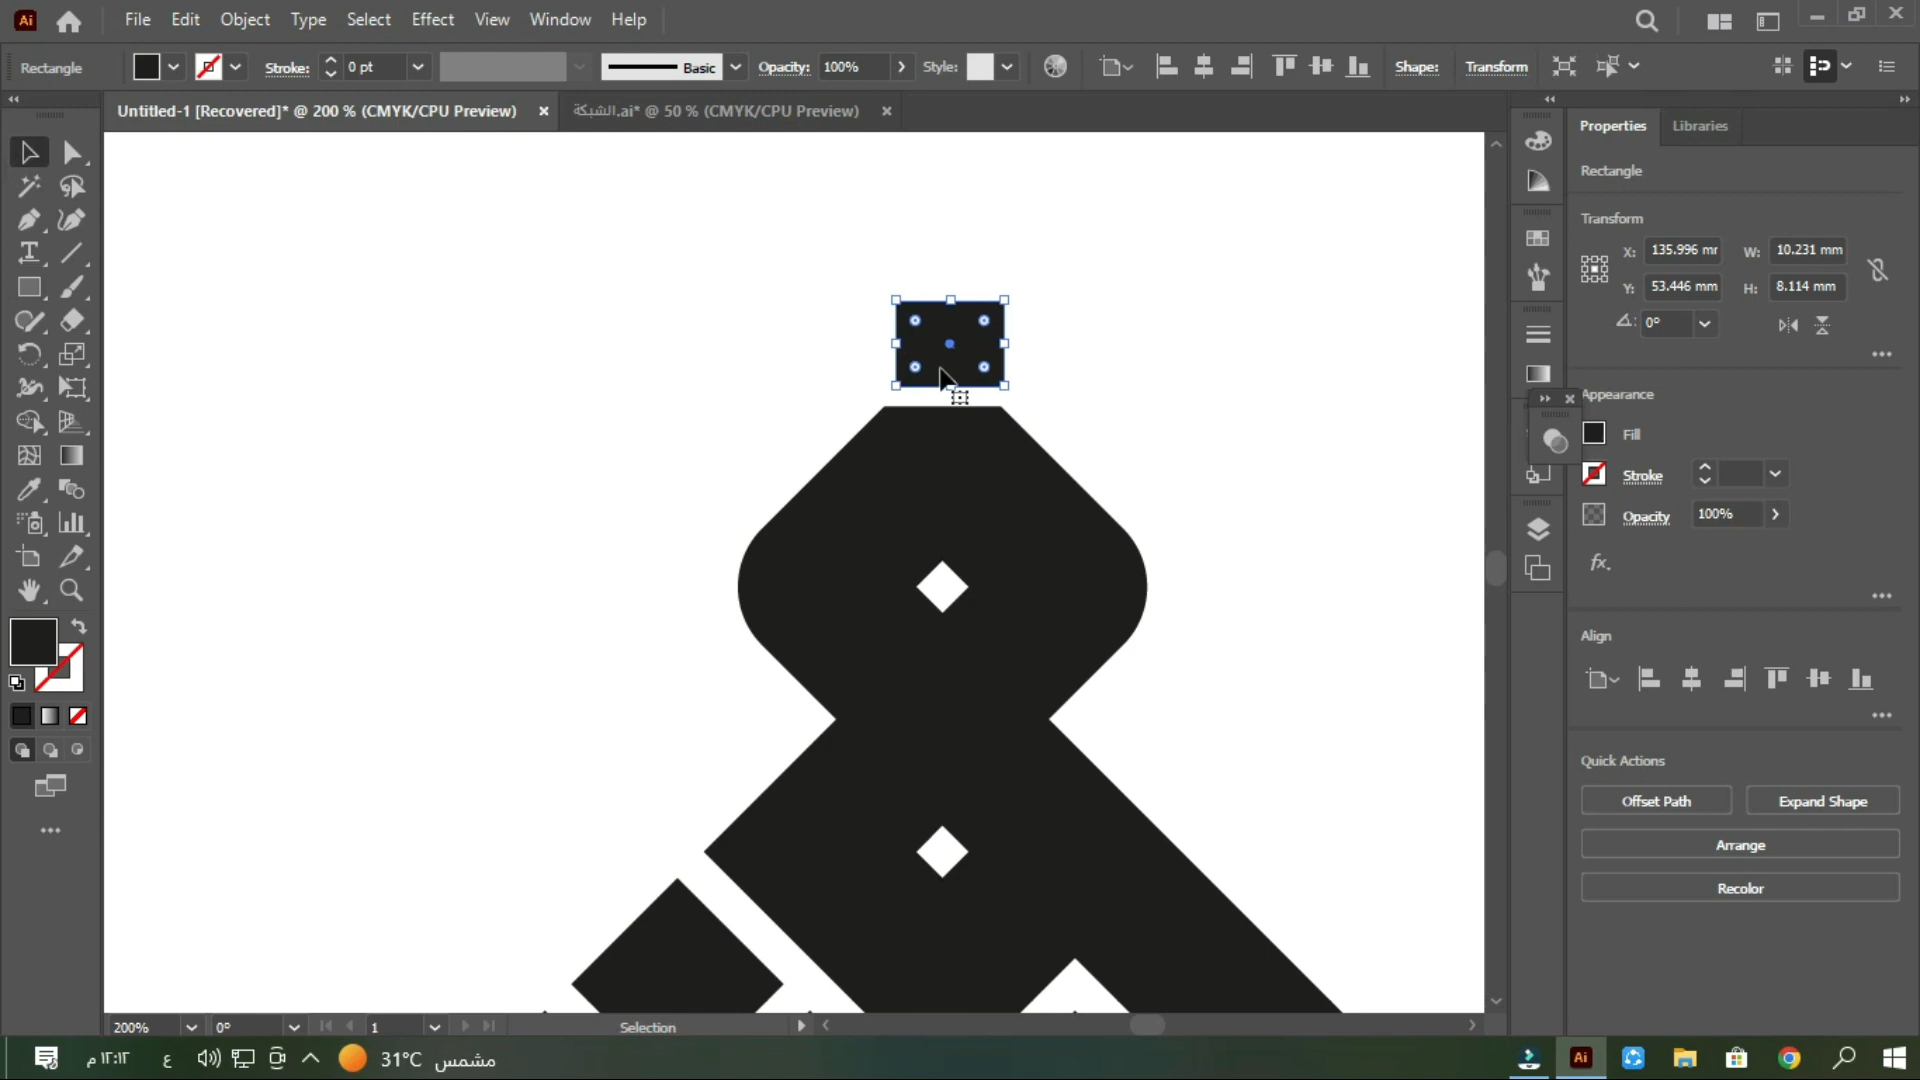 Ai File Edit Object Type Select Effect View Window Help
Rectangle Stroke: 0 pt Basic Opacity: 100% Style: Shape: Transform
Untitled-1 [Recovered]* @ 200 % (CMYK/CPU Preview) × الشبكة.ai* @ 50 % (CMYK/CPU Preview) ×
Properties Libraries
Rectangle
Transform
X: 135.996 mr W: 10.231 mm
Y: 53.446 mm H: 8.114 mm
0°
Appearance
Fill
Stroke
Opacity 100%
fx.
Align
Quick Actions
Offset Path Expand Shape
Arrange
Recolor
200% 0° 1 Selection
١٢:١٢ م ع 31°C مشمس Ai